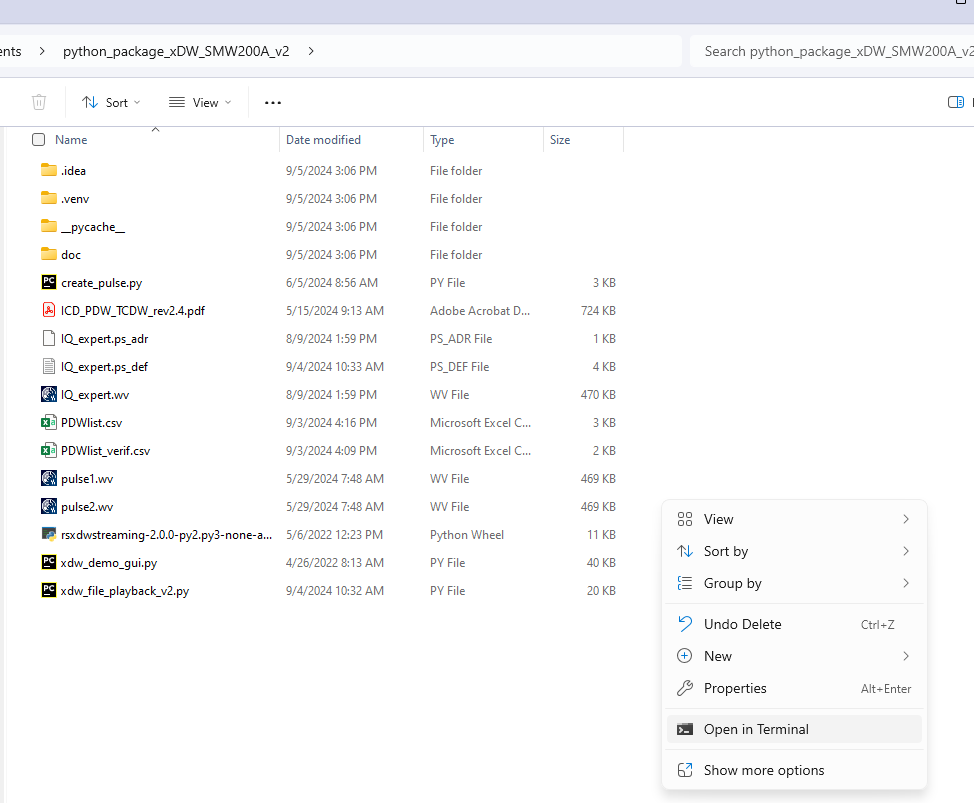 ents > python_package_xDW_SMW200A_v2 >
Search python_package_xDW_SMW200A_v2
Sort View ...
Name Date modified Type Size
.idea 9/5/2024 3:06 PM File folder
.venv 9/5/2024 3:06 PM File folder
__pycache__ 9/5/2024 3:06 PM File folder
doc 9/5/2024 3:06 PM File folder
create_pulse.py 6/5/2024 8:56 AM PY File 3 KB
ICD_PDW_TCDW_rev2.4.pdf 5/15/2024 9:13 AM Adobe Acrobat D... 724 KB
IQ_expert.ps_adr 8/9/2024 1:59 PM PS_ADR File 1 KB
IQ_expert.ps_def 9/4/2024 10:33 AM PS_DEF File 4 KB
IQ_expert.wv 8/9/2024 1:59 PM WV File 470 KB
PDWlist.csv 9/3/2024 4:16 PM Microsoft Excel C... 3 KB
PDWlist_verif.csv 9/3/2024 4:09 PM Microsoft Excel C... 2 KB
pulse1.wv 5/29/2024 7:48 AM WV File 469 KB
pulse2.wv 5/29/2024 7:48 AM WV File 469 KB
rsxdwstreaming-2.0.0-py2.py3-none-a... 5/6/2022 12:23 PM Python Wheel 11 KB
xdw_demo_gui.py 4/26/2022 8:13 AM PY File 40 KB
xdw_file_playback_v2.py 9/4/2024 10:32 AM PY File 20 KB
View
Sort by
Group by
Undo Delete Ctrl+Z
New
Properties Alt+Enter
Open in Terminal
Show more options